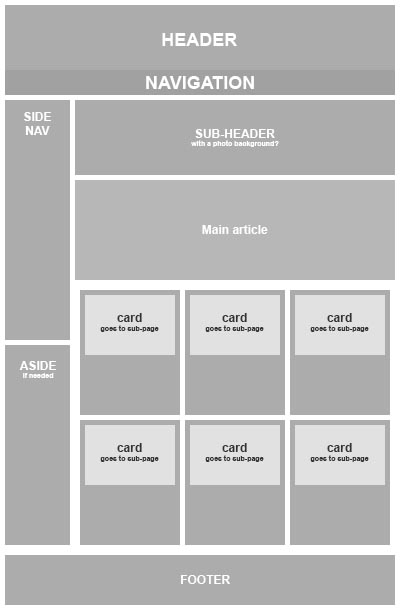 HEADER
NAVIGATION
SIDE
NAV
SUB-HEADER
with a photo background?
Main article
card
goes to sub-page
card
goes to sub-page
card
goes to sub-page
ASIDE
if needed
card
goes to sub-page
card
goes to sub-page
card
goes to sub-page
FOOTER